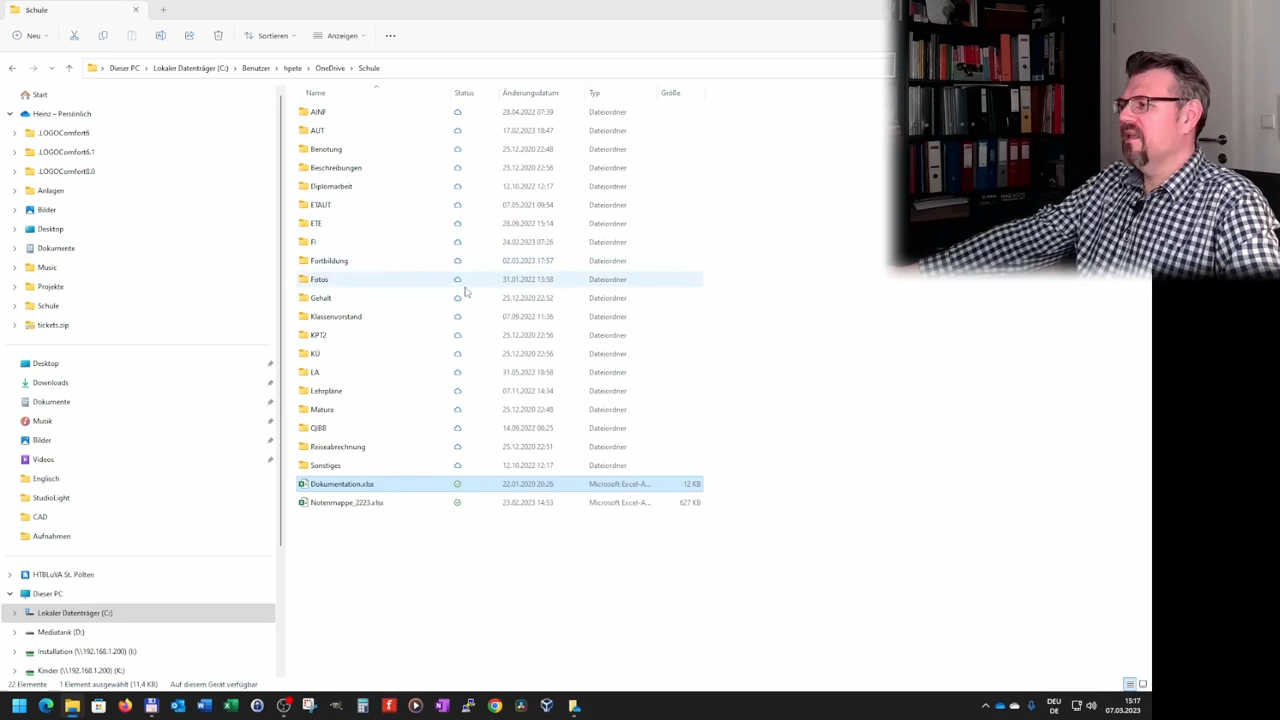 Schule
Neu
Sortieren
Anzeigen
Dieser PC > Lokaler Datenträger (C:) > Benutzer > hpete > OneDrive > Schule
Name Status Änderungsdatum Typ Größe
Start
Heinz – Persönlich
.LOGOComfort6
.LOGOComfort6.1
.LOGOComfort8.0
Anlagen
Bilder
Desktop
Dokumente
Music
Projekte
Schule
tickets.zip
Desktop
Downloads
Dokumente
Musik
Bilder
Videos
Englisch
StudioLight
CAD
Aufnahmen
HTBLuVA St. Pölten
Dieser PC
Lokaler Datenträger (C:)
Mediatank (D:)
Installation (\\192.168.1.200) (I:)
Kinder (\\192.168.1.200) (K:)
AINF 28.04.2022 07:39 Dateiordner
AUT 17.02.2023 18:47 Dateiordner
Benotung 25.12.2020 22:48 Dateiordner
Beschreibungen 25.12.2020 22:56 Dateiordner
Diplomarbeit 12.10.2022 12:17 Dateiordner
ETAUT 07.05.2021 09:54 Dateiordner
ETE 28.09.2022 15:14 Dateiordner
FI 24.02.2023 07:26 Dateiordner
Fortbildung 02.03.2023 17:57 Dateiordner
Fotos 31.01.2022 13:58 Dateiordner
Gehalt 25.12.2020 22:52 Dateiordner
Klassenvorstand 07.09.2022 11:36 Dateiordner
KPT2 25.12.2020 22:56 Dateiordner
KÜ 25.12.2020 22:56 Dateiordner
LA 31.05.2022 18:58 Dateiordner
Lehrpläne 07.11.2022 14:34 Dateiordner
Matura 25.12.2020 22:48 Dateiordner
QIBB 14.09.2022 08:25 Dateiordner
Reiseabrechnung 25.12.2020 22:51 Dateiordner
Sonstiges 12.10.2022 12:17 Dateiordner
Dokumentation.xlsx 22.01.2020 20:26 Microsoft Excel-A... 12 KB
Notenmappe_2223.xlsx 23.02.2023 14:53 Microsoft Excel-A... 627 KB
22 Elemente 1 Element ausgewählt (11,4 KB) Auf diesem Gerät verfügbar
DEU 15:17
DE 07.03.2023